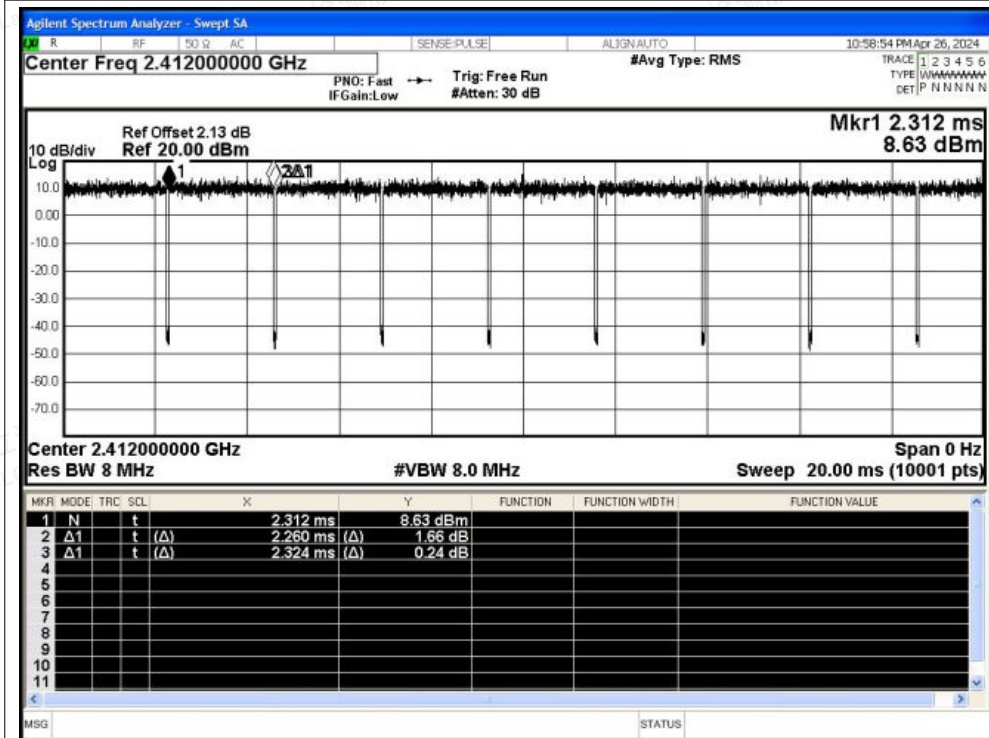 Agilent Spectrum Analyzer - Swept SA
LXI R RF 50 Ω AC SENSE:PULSE ALIGN AUTO 10:58:54 PM Apr 26, 2024
Center Freq 2.412000000 GHz #Avg Type: RMS TRACE 1 2 3 4 5 6
PNO: Fast Trig: Free Run TYPE
IFGain:Low #Atten: 30 dB DET P N N N N N
Mkr1 2.312 ms
Ref Offset 2.13 dB
10 dB/div Ref 20.00 dBm 8.63 dBm
Log
1
10.0
0.00
-10.0
-20.0
-30.0
-40.0
-50.0
-60.0
-70.0
Center 2.412000000 GHz Span 0 Hz
Res BW 8 MHz #VBW 8.0 MHz Sweep 20.00 ms (10001 pts)
MKR MODE TRC SCL X Y FUNCTION FUNCTION WIDTH FUNCTION VALUE
1 N t 2.312 ms 8.63 dBm
2 Δ1 t (Δ) 2.260 ms (Δ) 1.66 dB
3 Δ1 t (Δ) 2.324 ms (Δ) 0.24 dB
4
5
6
7
8
9
10
11
MSG STATUS